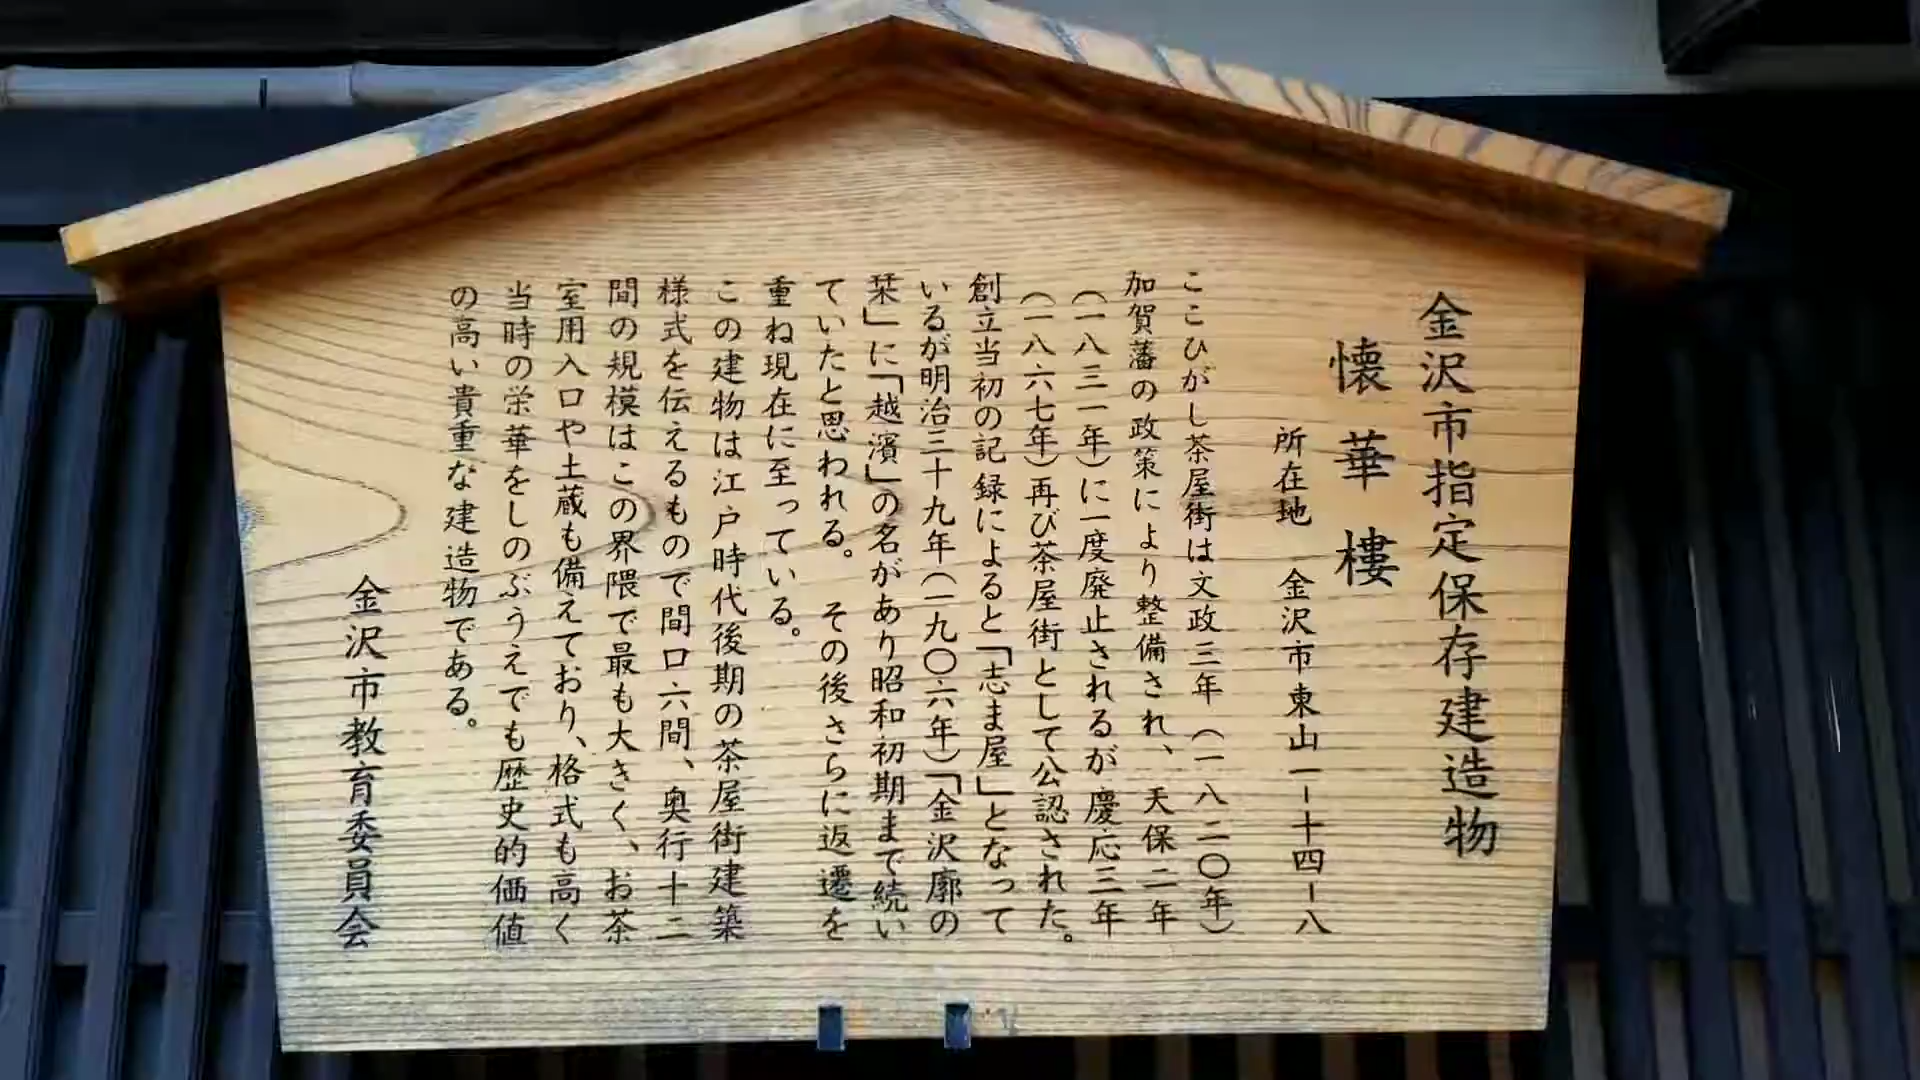 金沢市指定保存建造物
懐華樓
所在地 金沢市東山一ー十四ー八
ここひがし茶屋街は文政三年(一八二〇年)
加賀藩の政策により整備され、天保二年
(一八三一年)に一度廃止されるが慶応三年
(一八六七年)再び茶屋街として公認された。
創立当初の記録によると「志ま屋」となって
いるが明治三十九年(一九〇六年)「金沢廓の
栞」に「越濱」の名があり昭和初期まで続い
ていたと思われる。 その後さらに返遷を
重ね現在に至っている。
この建物は江戸時代後期の茶屋街建築
様式を伝えるもので間口六間、奥行十二
間の規模はこの界隈で最も大きく、お茶
室用入口や土蔵も備えており、格式も高く
当時の栄華をしのぶうえでも歴史的価値
の高い貴重な建造物である。
金沢市教育委員会